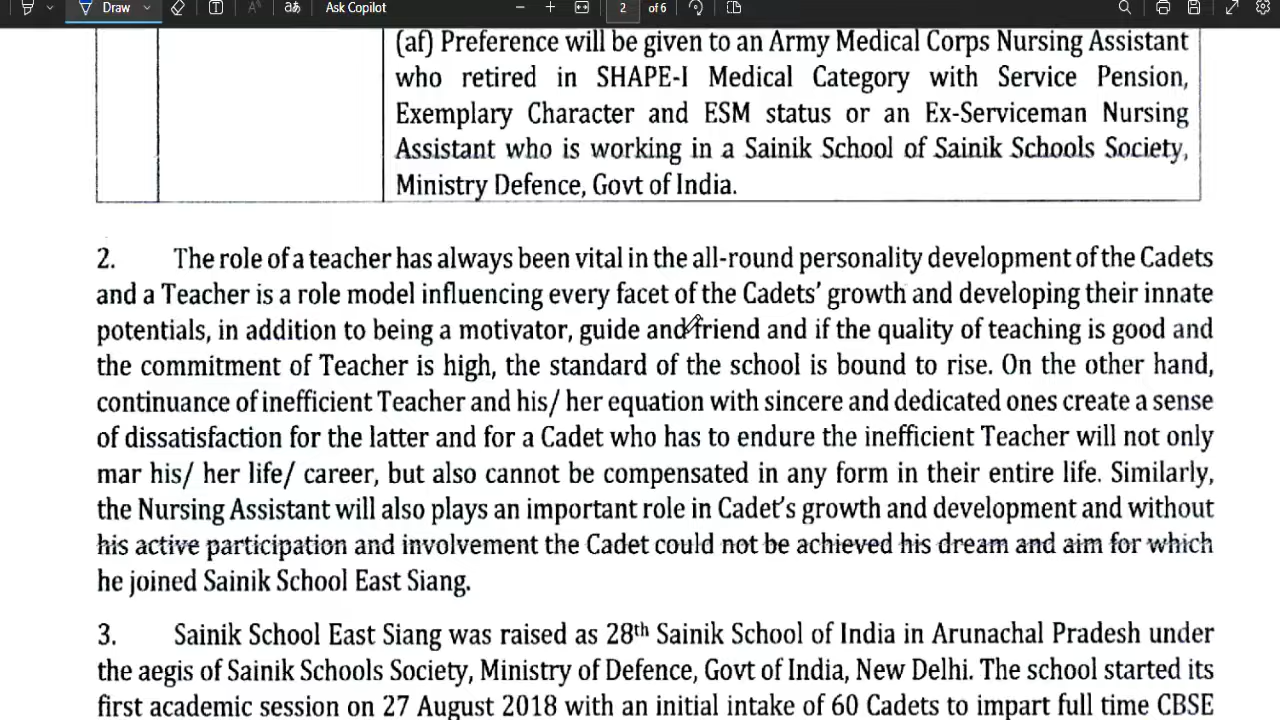 Draw
Ask Copilot
2
of 6
(af) Preference will be given to an Army Medical Corps Nursing Assistant
who retired in SHAPE-I Medical Category with Service Pension,
Exemplary Character and ESM status or an Ex-Serviceman Nursing
Assistant who is working in a Sainik School of Sainik Schools Society,
Ministry Defence, Govt of India.
2. The role of a teacher has always been vital in the all-round personality development of the Cadets
and a Teacher is a role model influencing every facet of the Cadets' growth and developing their innate
potentials, in addition to being a motivator, guide and friend and if the quality of teaching is good and
the commitment of Teacher is high, the standard of the school is bound to rise. On the other hand,
continuance of inefficient Teacher and his/ her equation with sincere and dedicated ones create a sense
of dissatisfaction for the latter and for a Cadet who has to endure the inefficient Teacher will not only
mar his/ her life/ career, but also cannot be compensated in any form in their entire life. Similarly,
the Nursing Assistant will also plays an important role in Cadet's growth and development and without
his active participation and involvement the Cadet could not be achieved his dream and aim for which
he joined Sainik School East Siang.
3. Sainik School East Siang was raised as 28th Sainik School of India in Arunachal Pradesh under
the aegis of Sainik Schools Society, Ministry of Defence, Govt of India, New Delhi. The school started its
first academic session on 27 August 2018 with an initial intake of 60 Cadets to impart full time CBSE